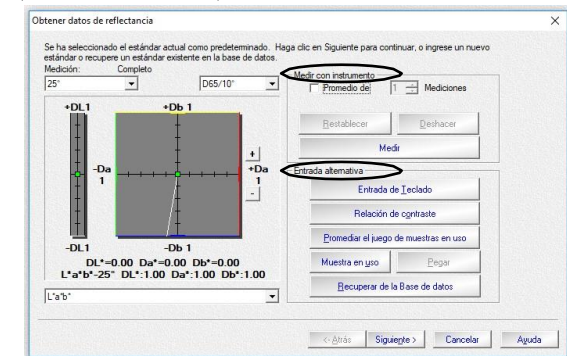 Obtener datos de reflectancia
Se ha seleccionado el estándar actual como predeterminado. Haga clic en Siguiente para continuar, o ingrese un nuevo
estándar o recupere un estándar existente en la base de datos.
Medición: Completo
25° D65/10°
+DL1 +Db 1
-Da
1
+
+Da
1
-
-DL1 -Db 1
DL*=0.00 Da*=0.00 Db*=0.00
L*a*b*-25° DL*:1.00 Da*:1.00 Db*:1.00
L*a*b*
Medir con instrumento
Promedio de 1 Mediciones
Restablecer Deshacer
Medir
Entrada alternativa
Entrada de Teclado
Relación de contraste
Promediar el juego de muestras en uso
Muestra en uso Pegar
Recuperar de la Base de datos
<- Atrás Siguiente > Cancelar Ayuda